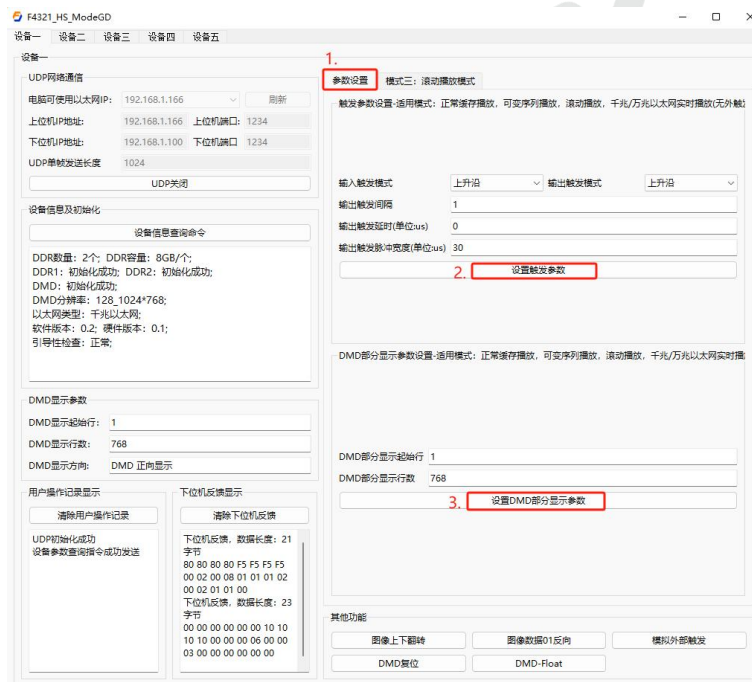 F4321_HS_ModeGD
设备一 设备二 设备三 设备四 设备五
设备一
UDP网络通信
电脑可使用以太网IP: 192.168.1.166 刷新
上位机IP地址: 192.168.1.166 上位机端口: 1234
下位机IP地址: 192.168.1.100 下位机端口 1234
UDP单帧发送长度 1024
UDP关闭
设备信息及初始化
设备信息查询命令
DDR数量：2个; DDR容量：8GB/个;
DDR1：初始化成功; DDR2：初始化成功;
DMD：初始化成功;
DMD分辨率：128_1024*768;
以太网类型：千兆以太网;
软件版本：0.2; 硬件版本：0.1;
引导性检查：正常;
DMD显示参数
DMD显示起始行: 1
DMD显示行数: 768
DMD显示方向: DMD 正向显示
用户操作记录显示
清除用户操作记录
UDP初始化成功
设备参数查询指令成功发送
下位机反馈显示
清除下位机反馈
下位机反馈，数据长度：21
字节
80 80 80 80 F5 F5 F5 F5
00 02 00 08 01 01 01 02
00 02 01 01 00
下位机反馈，数据长度：23
字节
00 00 00 00 00 00 10 10
10 10 00 00 00 06 00 00
03 00 00 00 00 00 00
1.
参数设置 模式三：滚动播放模式
触发参数设置-适用模式：正常缓存播放，可变序列播放，滚动播放，千兆/万兆以太网实时播放(无外触
输入触发模式 上升沿 输出触发模式 上升沿
输出触发间隔 1
输出触发延时(单位:us) 0
输出触发脉冲宽度(单位:us) 30
2. 设置触发参数
DMD部分显示参数设置-适用模式：正常缓存播放，可变序列播放，滚动播放，千兆/万兆以太网实时播
DMD部分显示起始行 1
DMD部分显示行数 768
3. 设置DMD部分显示参数
其他功能
图像上下翻转 图像数据01反向 模拟外部触发
DMD复位 DMD-Float